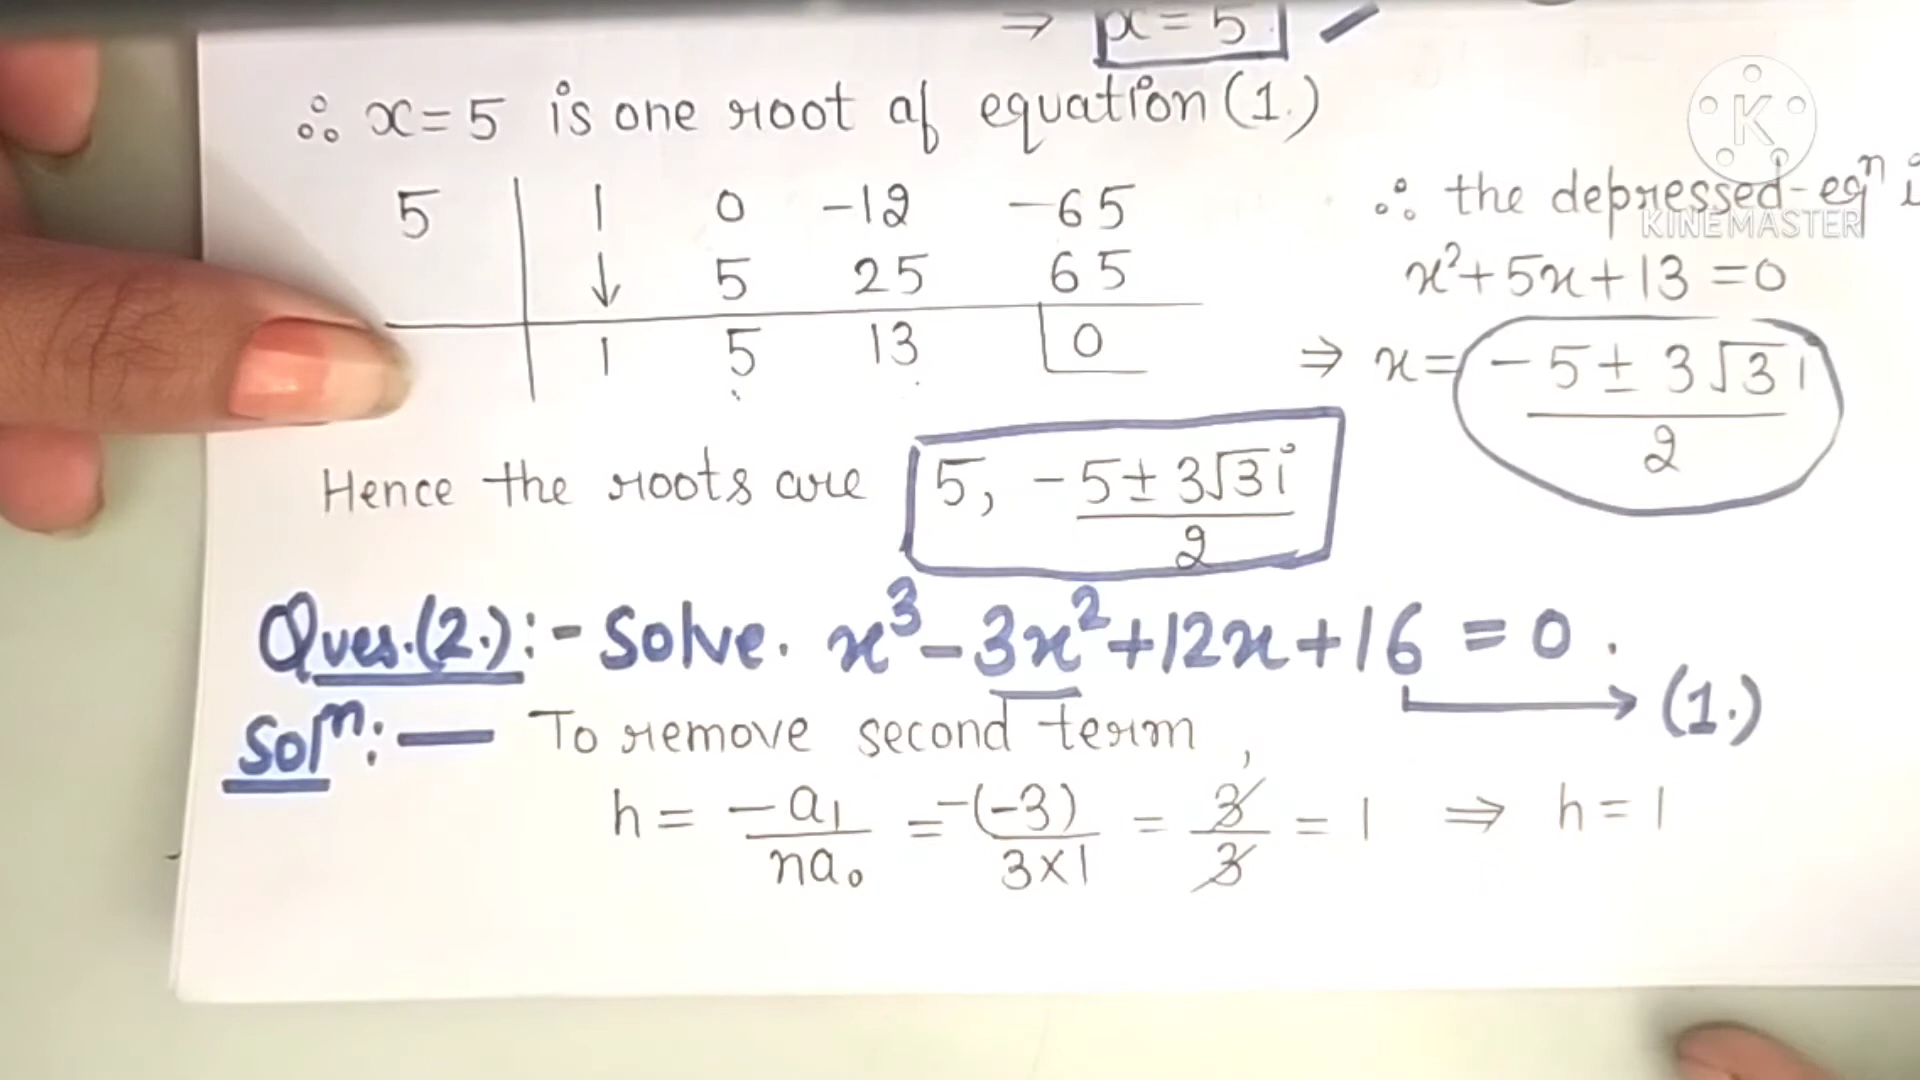 ⇒ x = 5
∴ x = 5 is one root of equation (1.)
5 | 1 0 -12 -65
↓ 5 25 65
1 5 13 | 0
∴ the depressed eqⁿ i
x² + 5x + 13 = 0
⇒ x = (-5 ± 3√3 i)/2
Hence the roots are 5, (-5 ± 3√3 i)/2
Ques.(2.) :- Solve. x³ - 3x² + 12x + 16 = 0 .
→ (1.)
Solⁿ :— To remove second term,
h = -a₁/na₀ = -(-3)/3×1 = 3/3 = 1 ⇒ h = 1
K
KINEMASTER